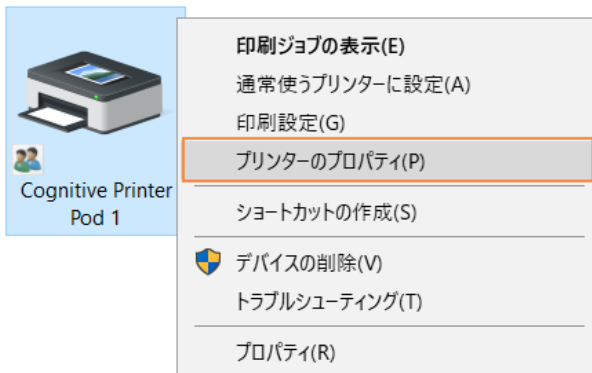 Cognitive Printer
Pod 1
印刷ジョブの表示(E)
通常使うプリンターに設定(A)
印刷設定(G)
プリンターのプロパティ(P)
ショートカットの作成(S)
デバイスの削除(V)
トラブルシューティング(T)
プロパティ(R)